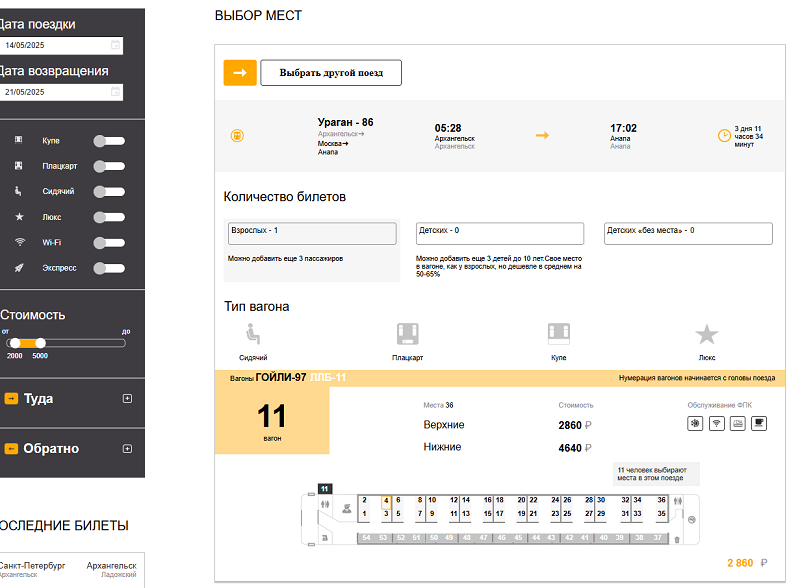 Дата поездки
14/05/2025
Дата возвращения
21/05/2025
Купе
Плацкарт
Сидячий
Люкс
Wi-Fi
Экспресс
Стоимость
от до
2000 5000
Туда
Обратно
ОСЛЕДНИЕ БИЛЕТЫ
Санкт-Петербург Архангельск
Архангельск Ладожский
ВЫБОР МЕСТ
Выбрать другой поезд
Ураган - 86
Архангельск→
Москва→
Анапа
05:28
Архангельск
Архангельск
17:02
Анапа
Анапа
3 дня 11
часов 34
минут
Количество билетов
Взрослых - 1
Можно добавить еще 3 пассажиров
Детских - 0
Можно добавить еще 3 детей до 10 лет.Свое место
в вагоне, как у взрослых, но дешевле в среднем на
50-65%
Детских «без места» - 0
Тип вагона
Сидячий
Плацкарт
Купе
Люкс
Вагоны ГОЙЛИ-97 ЛЛБ-11
Нумерация вагонов начинается с головы поезда
11
вагон
Места 36 Стоимость Обслуживание ФПК
Верхние 2860 ₽
Нижние 4640 ₽
11 человек выбирают
места в этом поезде
11
2 4 6 8 10 12 14 16 18 20 22 24 26 28 30 32 34 36
1 3 5 7 9 11 13 15 17 19 21 23 25 27 29 31 33 35
54 53 52 51 50 49 48 47 46 45 44 43 42 41 40 39 38 37
2 860 ₽